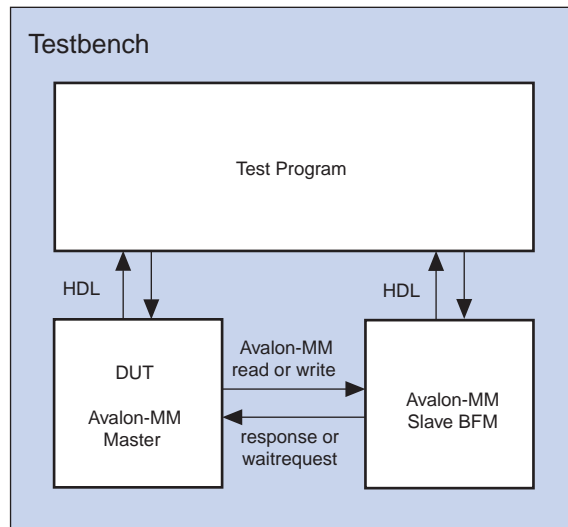 Testbench
Test Program
HDL
HDL
DUT
Avalon-MM
Master
Avalon-MM
read or write
response or
waitrequest
Avalon-MM
Slave BFM